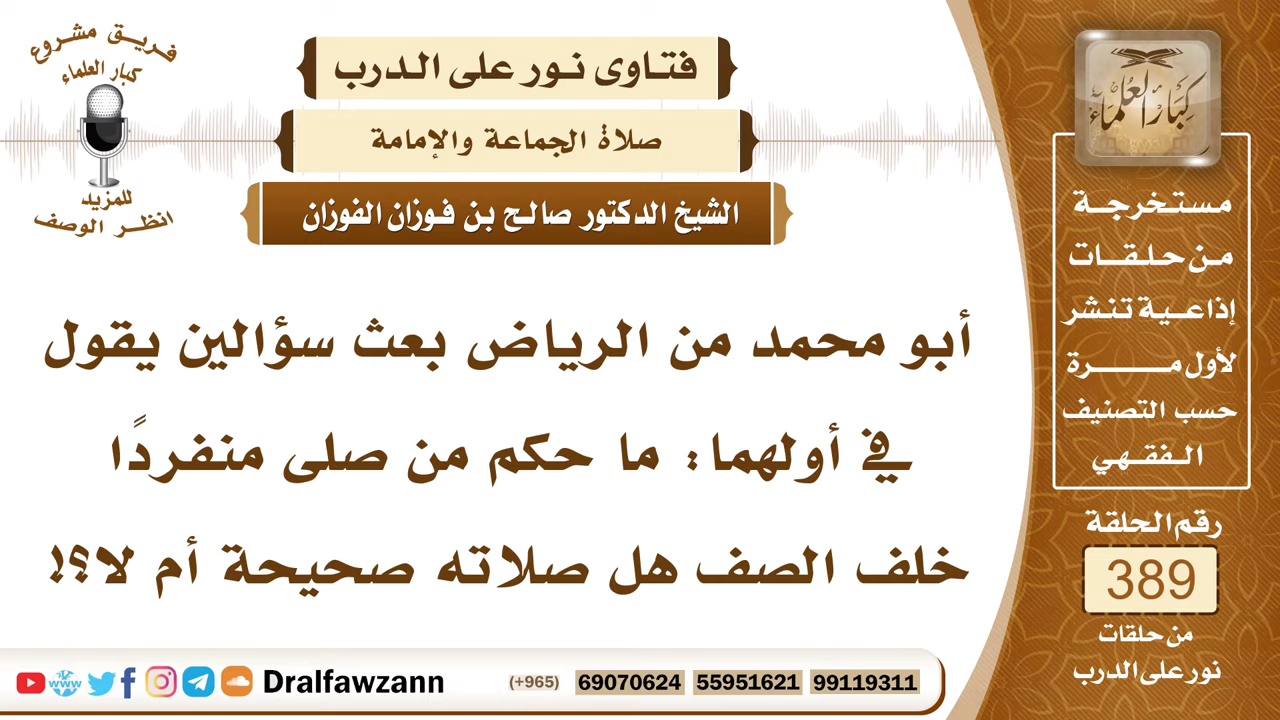 فريق مشروع
كبار العلماء
للمزيد
انظر الوصف
فتاوى نور على الدرب
صلاة الجماعة والإمامة
الشيخ الدكتور صالح بن فوزان الفوزان
أبو محمد من الرياض بعث سؤالين يقول
في أولهما: ما حكم من صلى منفردًا
خلف الصف هل صلاته صحيحة أم لا؟!
كبار العلماء
مستخرجة
من حلقات
إذاعية تنشر
لأول مرة
حسب التصنيف
الفقهي
رقم الحلقة
389
من حلقات
نور على الدرب
www Dralfawzann (+965) 69070624 55951621 99119311